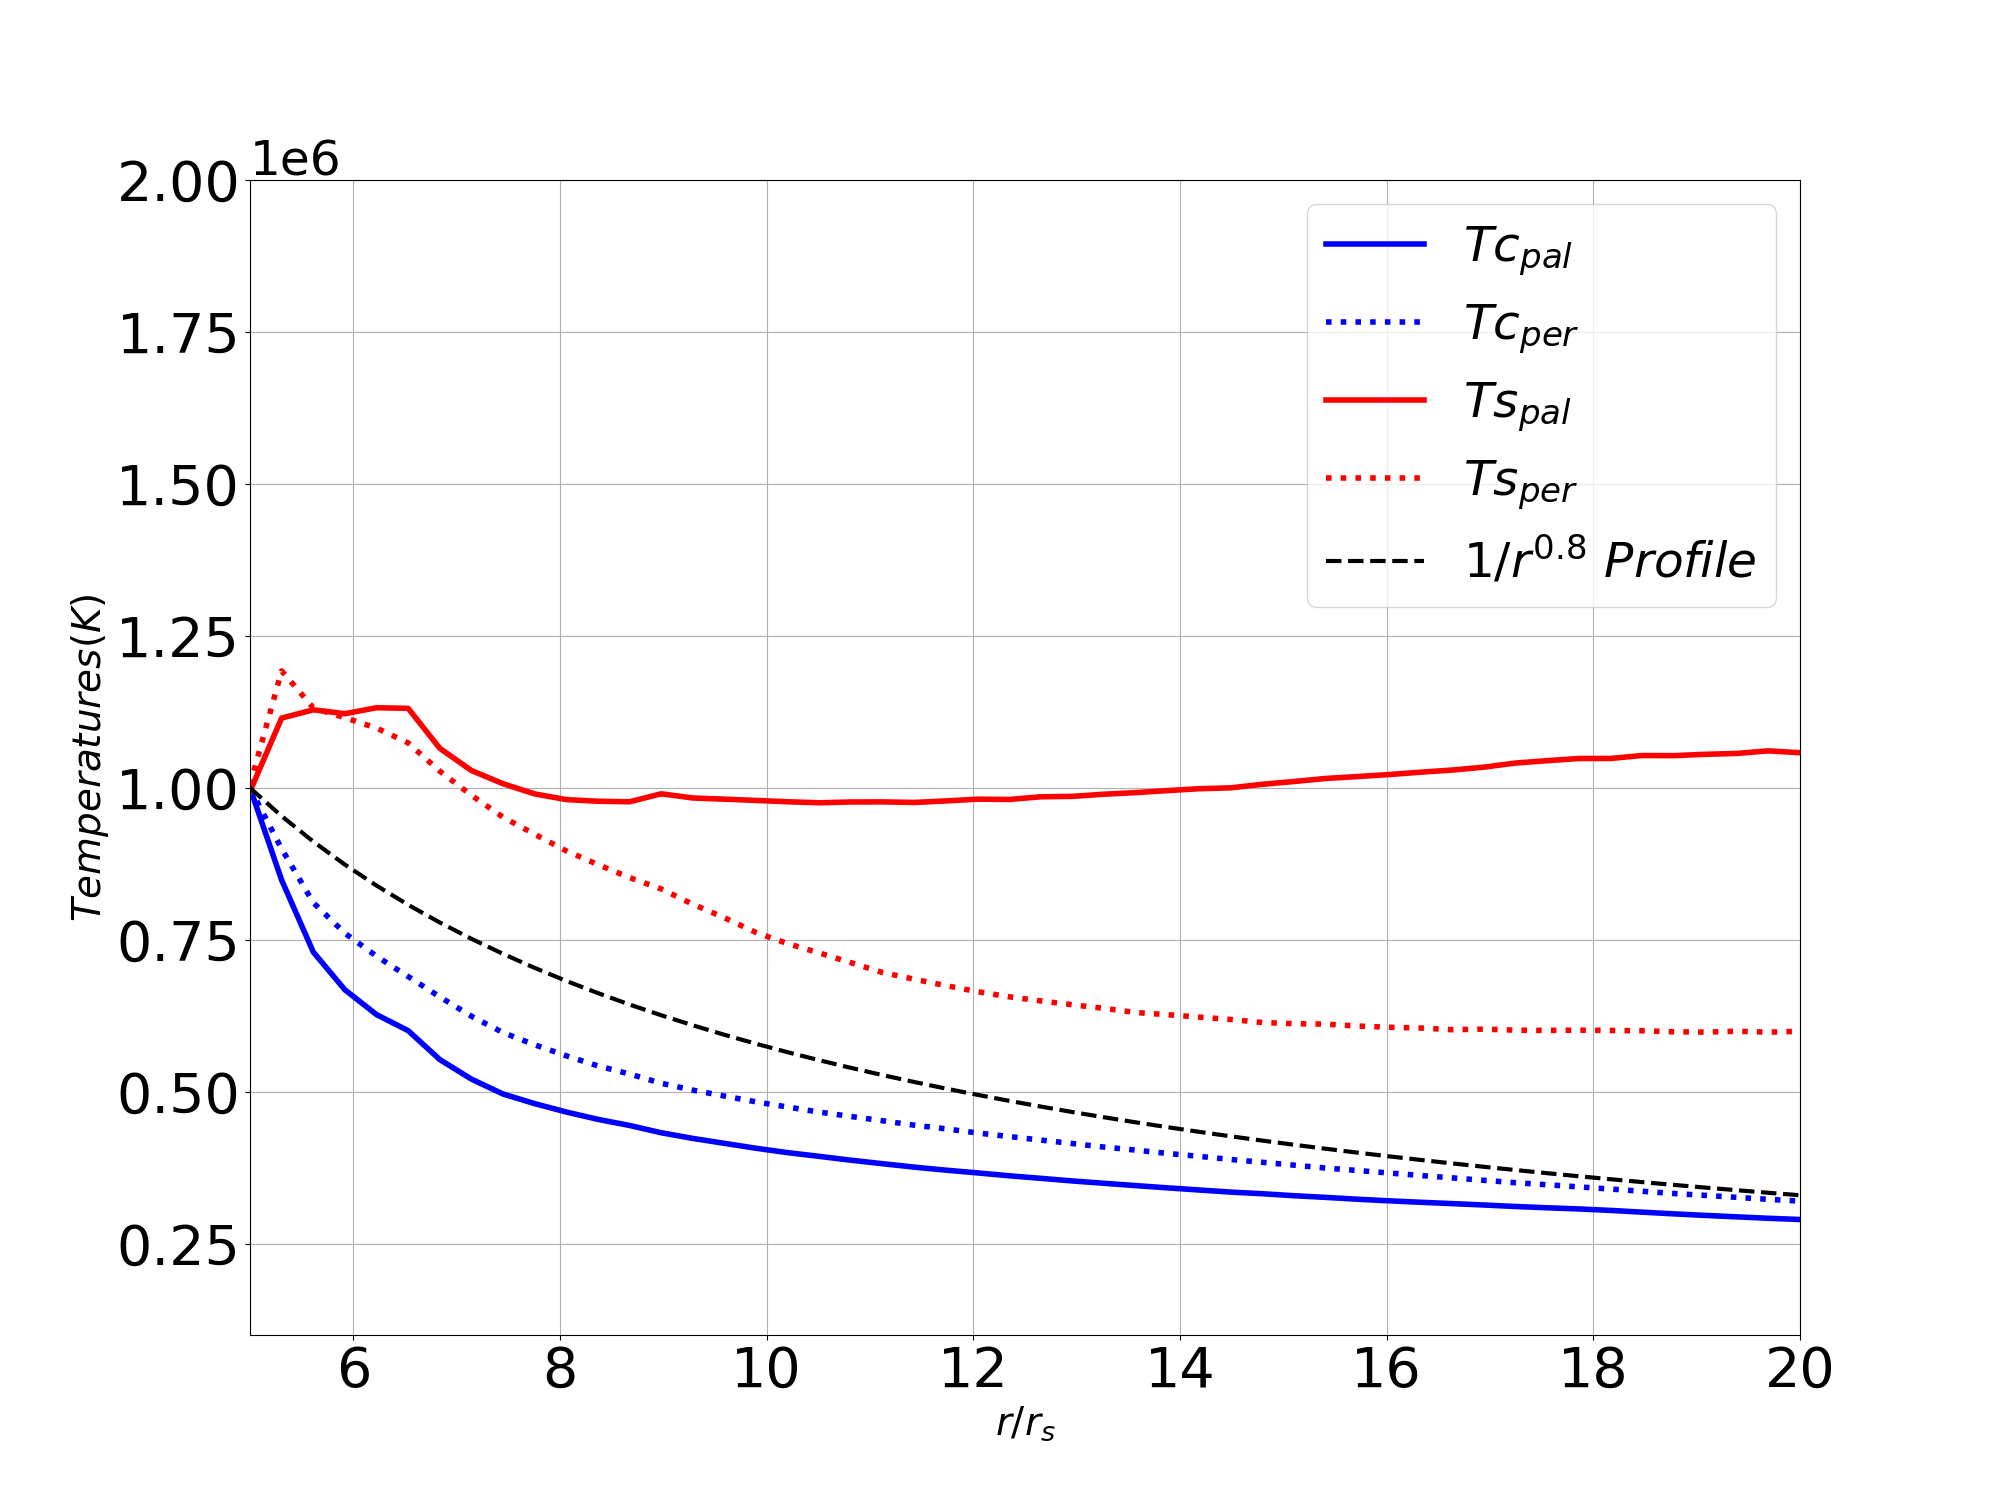 1e6
2.00
1.75
1.50
1.25
1.00
0.75
0.50
0.25
Temperatures(K)
Tc_pal
Tc_per
Ts_pal
Ts_per
1/r^0.8 Profile
6 8 10 12 14 16 18 20
r/r_s